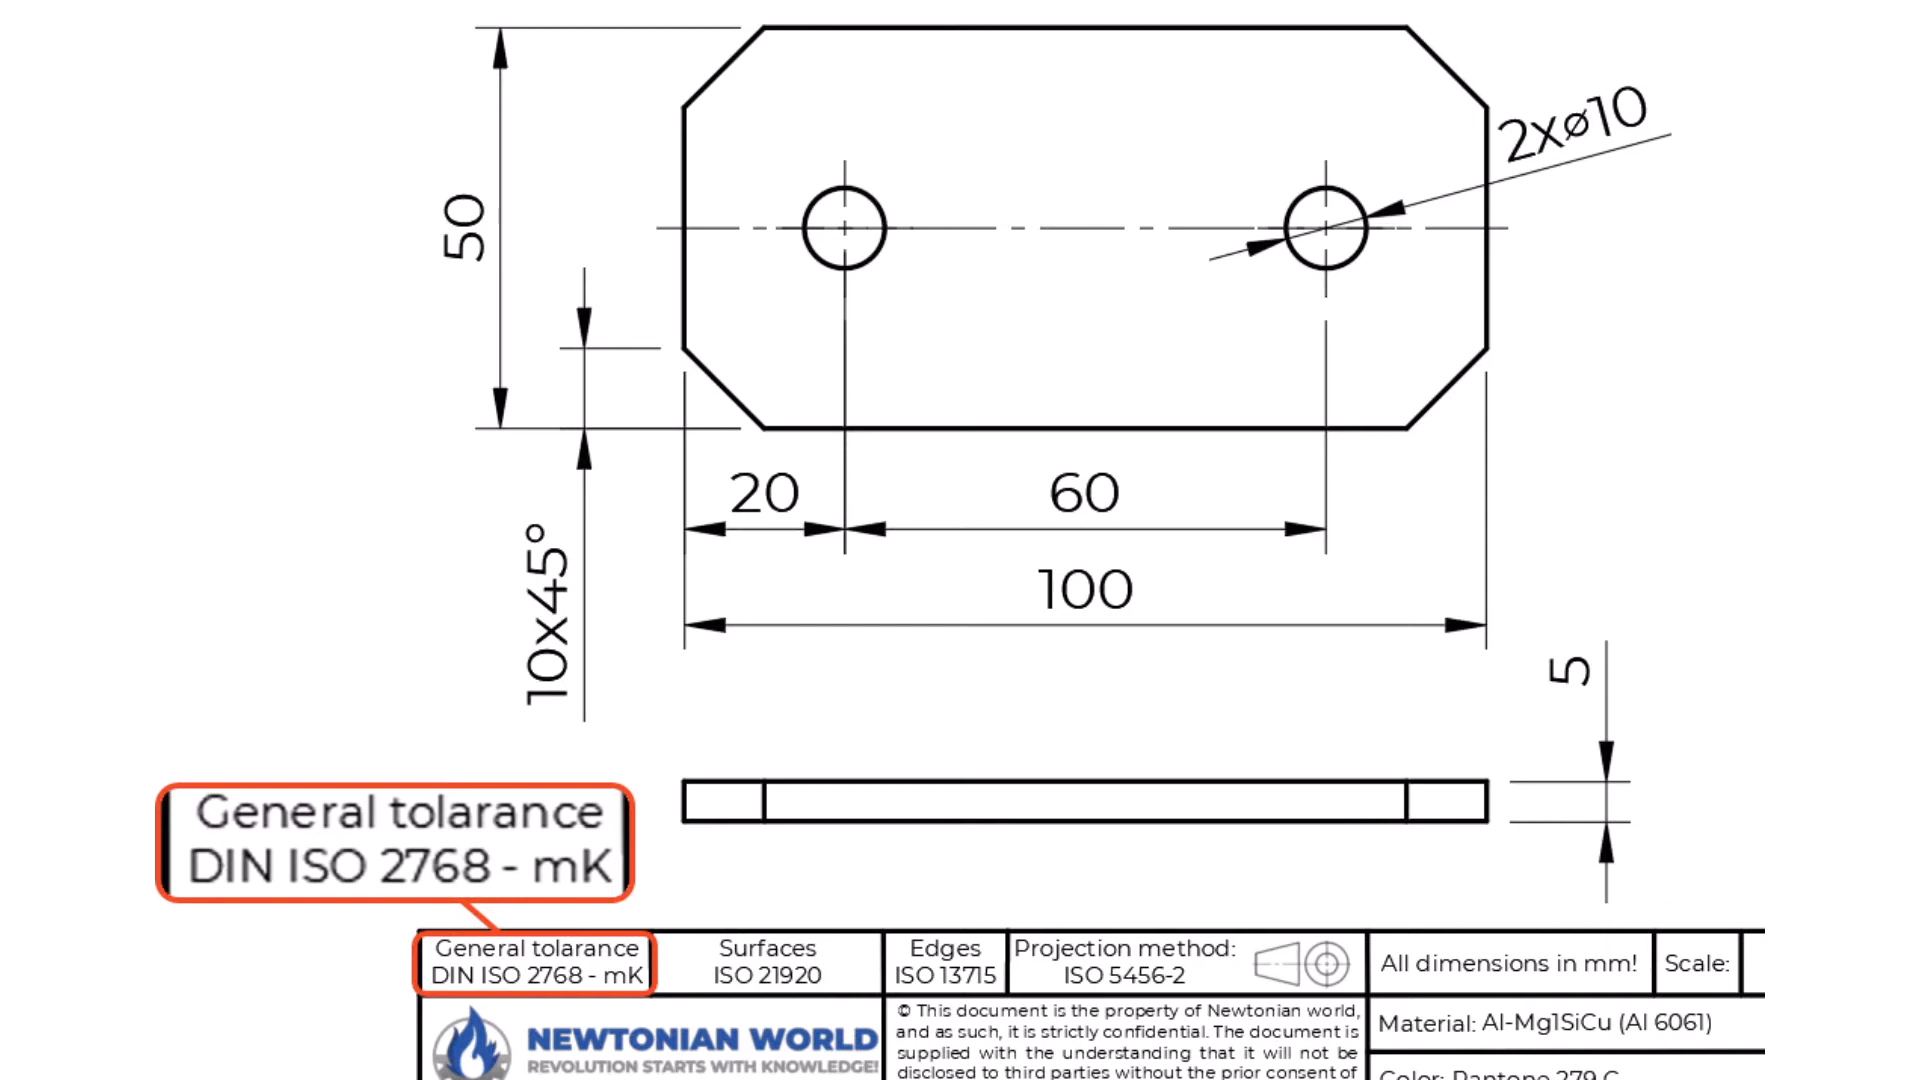 2xø10
50
20
60
10x45°
100
5
General tolarance
DIN ISO 2768 - mK
General tolarance
DIN ISO 2768 - mK
Surfaces
ISO 21920
Edges
ISO 13715
Projection method:
ISO 5456-2
All dimensions in mm!
Scale:
NEWTONIAN WORLD
REVOLUTION STARTS WITH KNOWLEDGE!
© This document is the property of Newtonian world,
and as such, it is strictly confidential. The document is
supplied with the understanding that it will not be
disclosed to third parties without the prior consent of
Material: Al-Mg1SiCu (Al 6061)
Color: Pantone 279 C